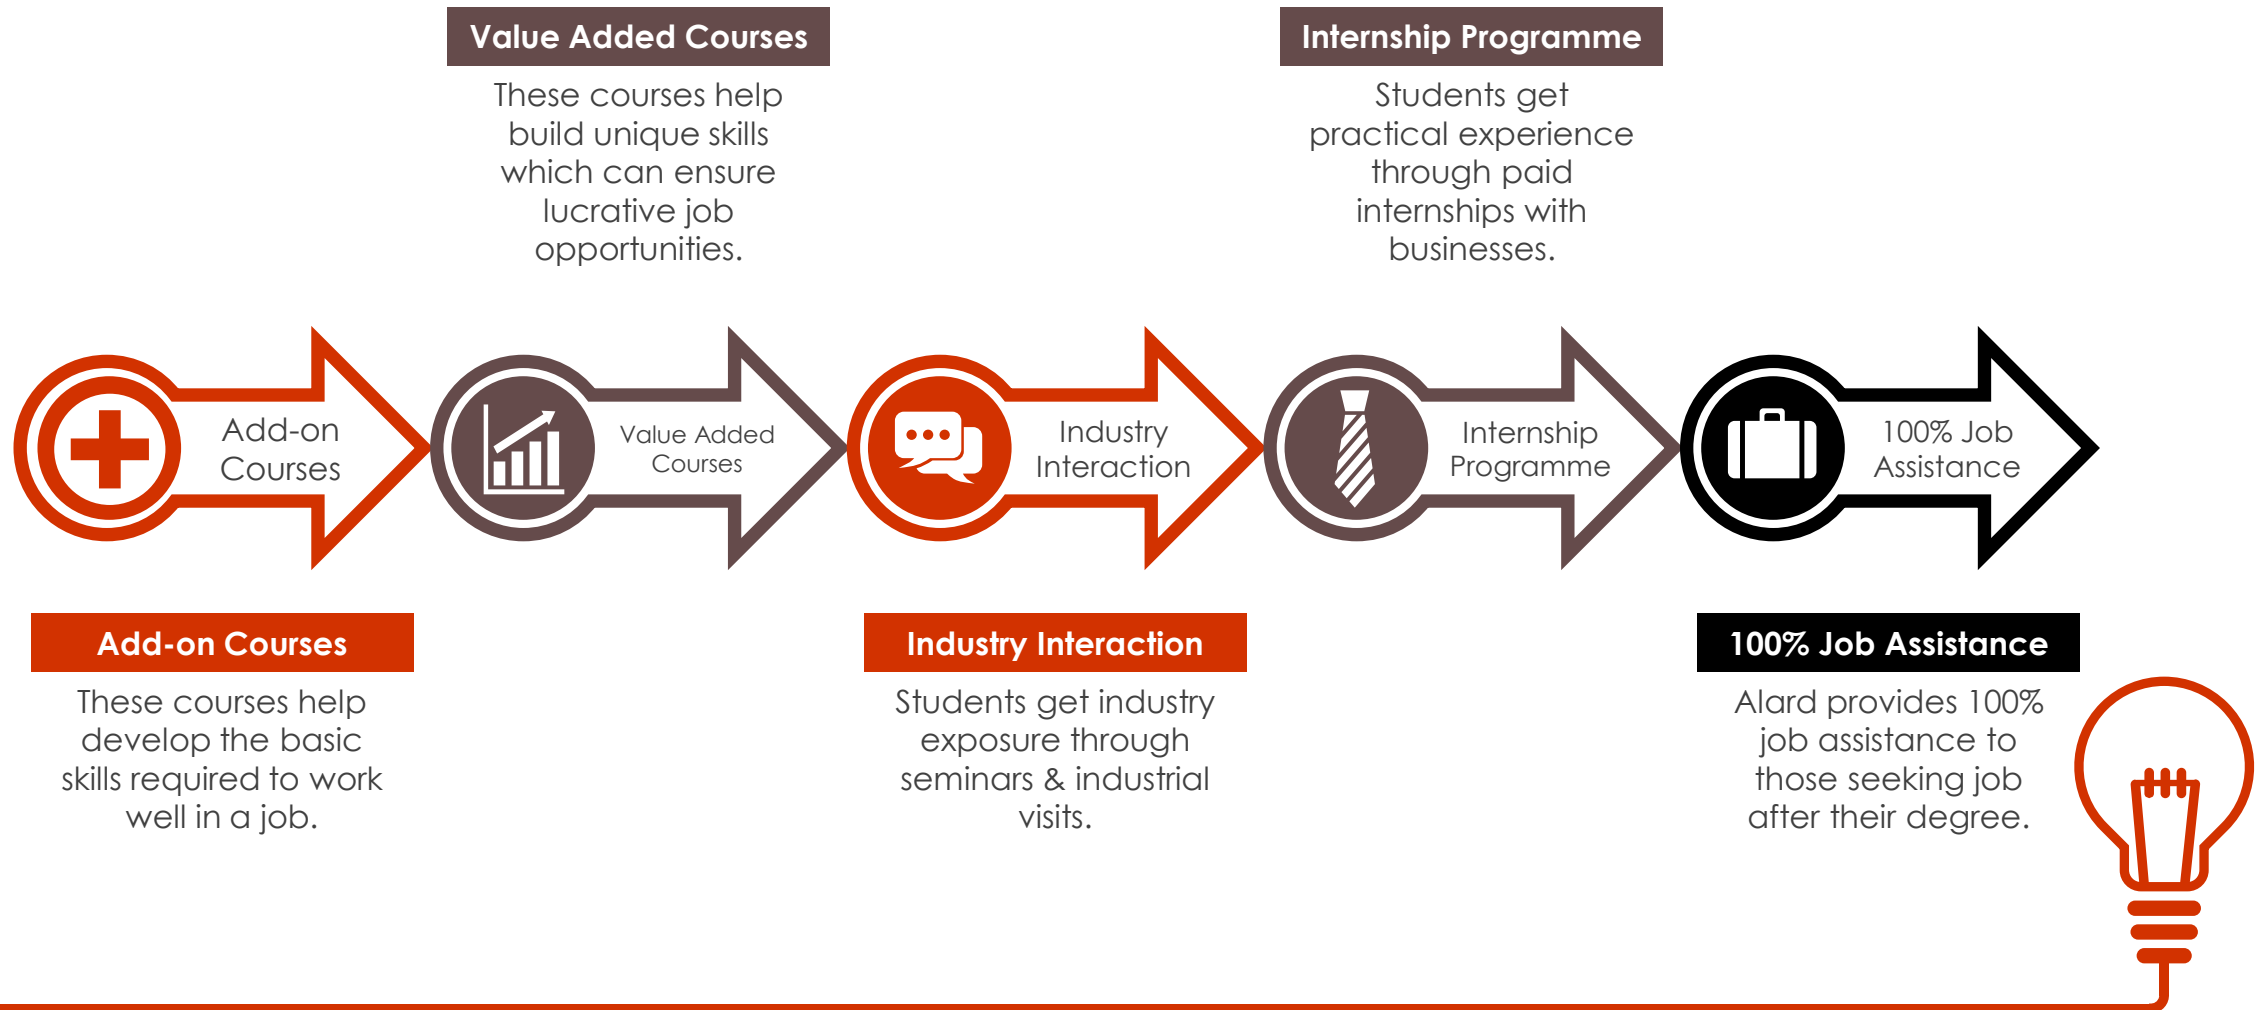 Value Added Courses
These courses help
build unique skills
which can ensure
lucrative job
opportunities.
Internship Programme
Students get
practical experience
through paid
internships with
businesses.
Add-on
Courses
Value Added
Courses
Industry
Interaction
Internship
Programme
100% Job
Assistance
Add-on Courses
These courses help
develop the basic
skills required to work
well in a job.
Industry Interaction
Students get industry
exposure through
seminars & industrial
visits.
100% Job Assistance
Alard provides 100%
job assistance to
those seeking job
after their degree.